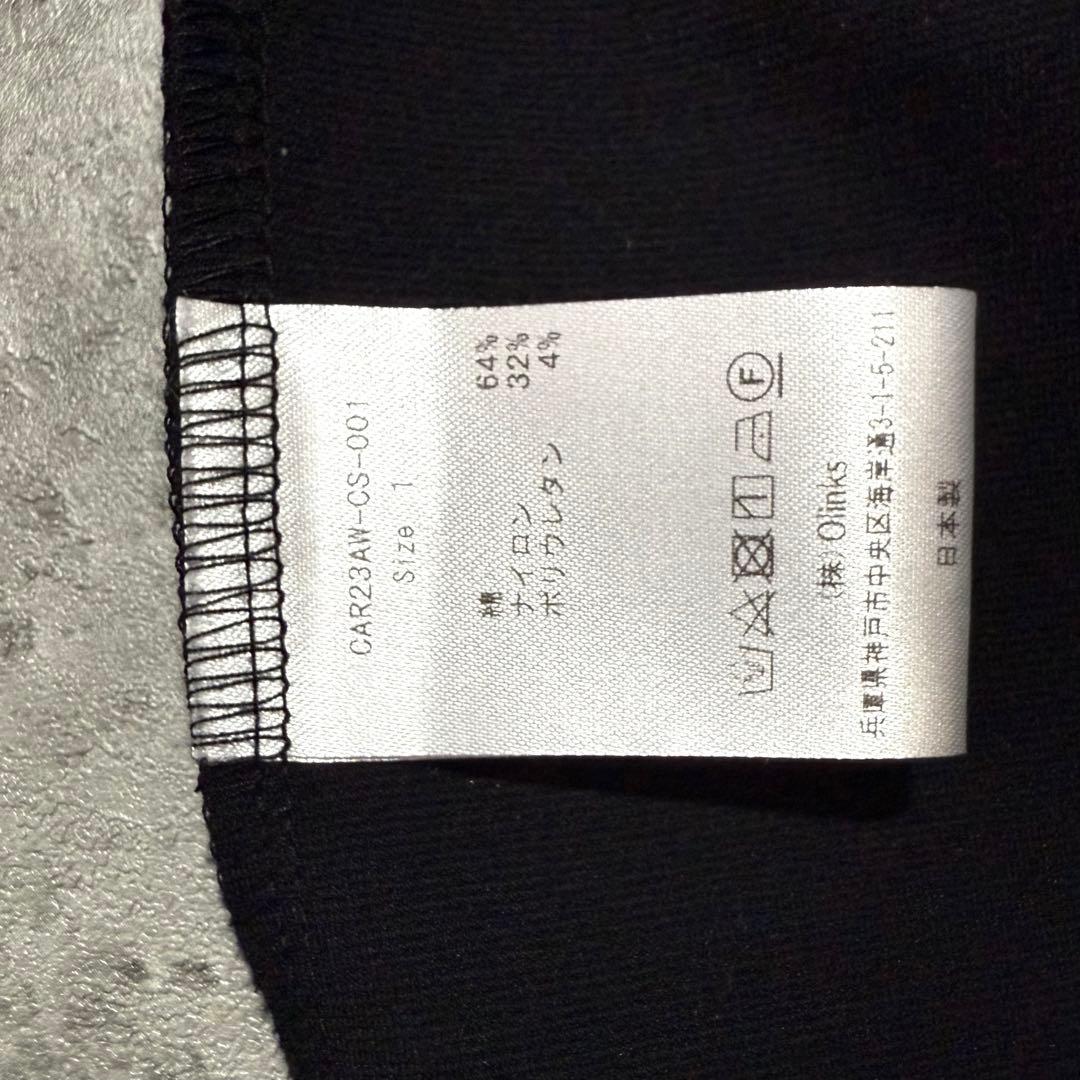 CAR23AW-CS-001
Size 1
綿 64%
ナイロン 32%
ポリウレタン 4%
F
(株)Olinks
兵庫県神戸市中央区海岸通3-1-5-211
日本製